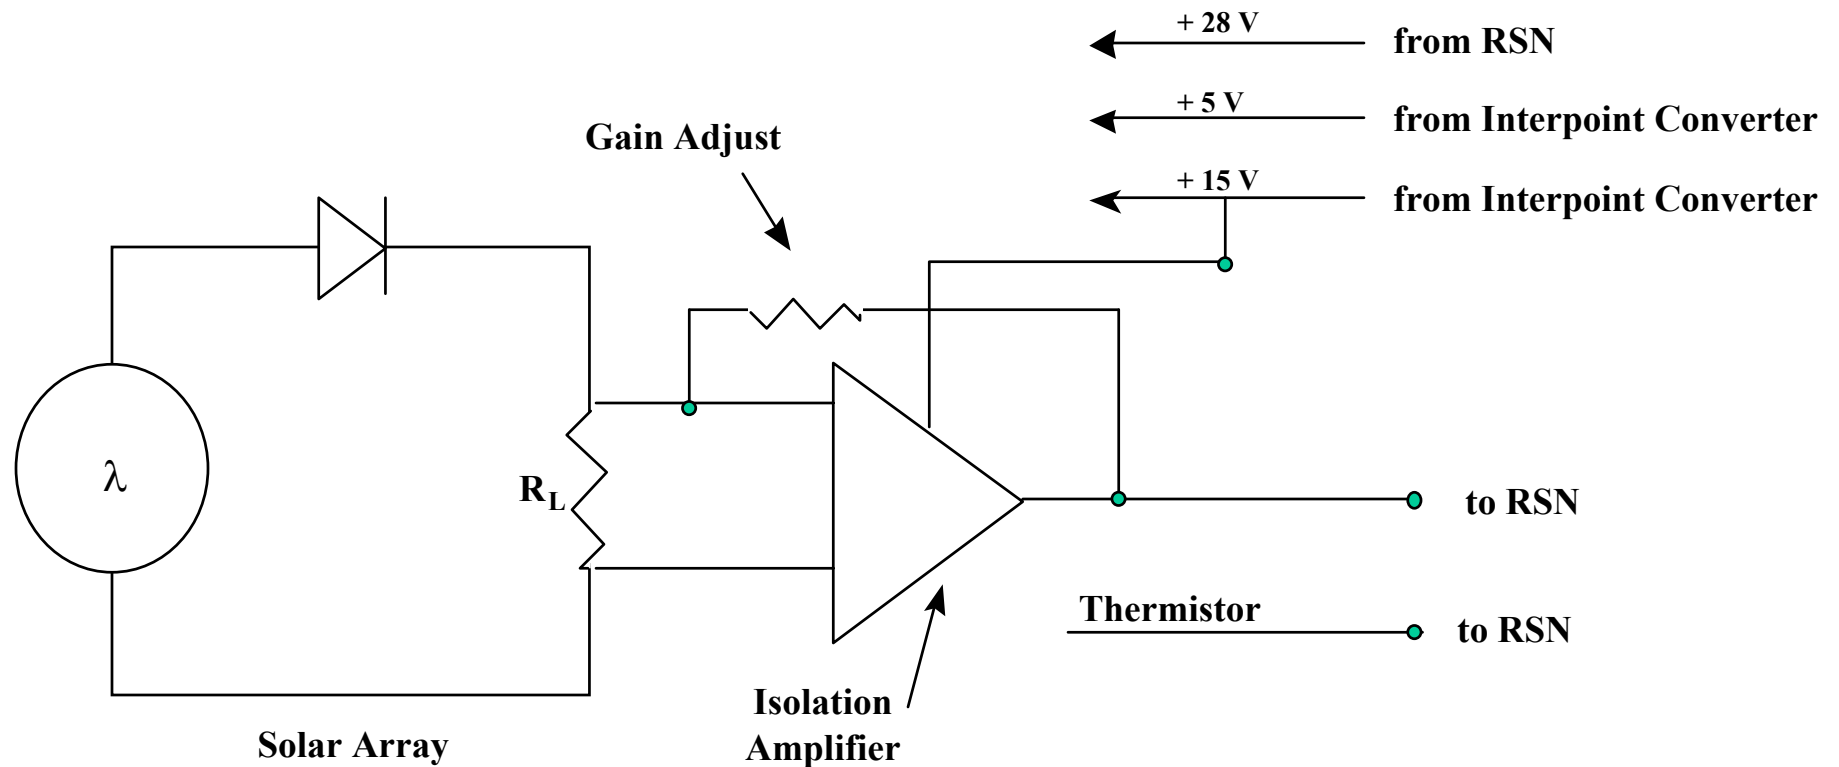 + 28 V
from RSN
+ 5 V
from Interpoint Converter
Gain Adjust
+ 15 V
from Interpoint Converter
λ
RL
to RSN
Thermistor
to RSN
Isolation
Amplifier
Solar Array